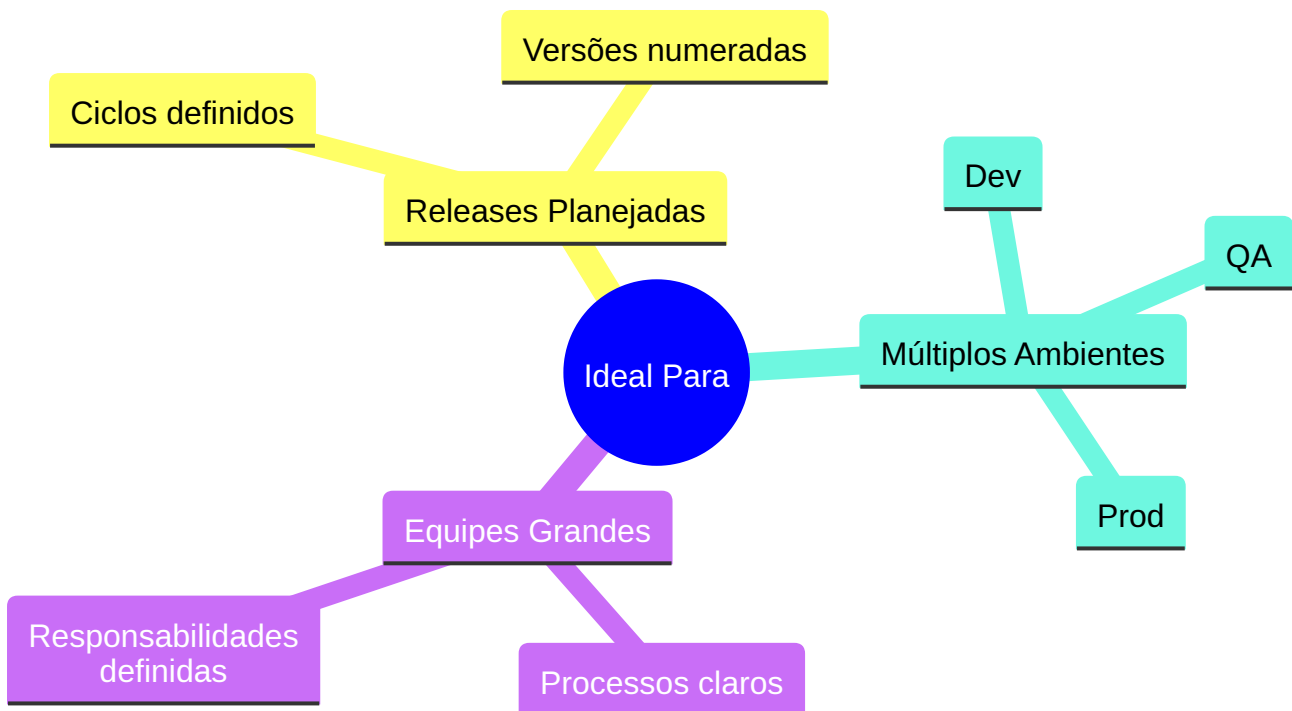 Versões numeradas
Ciclos definidos
Releases Planejadas
Dev
QA
Múltiplos Ambientes
Ideal Para
Prod
Equipes Grandes
Responsabilidades
definidas
Processos claros